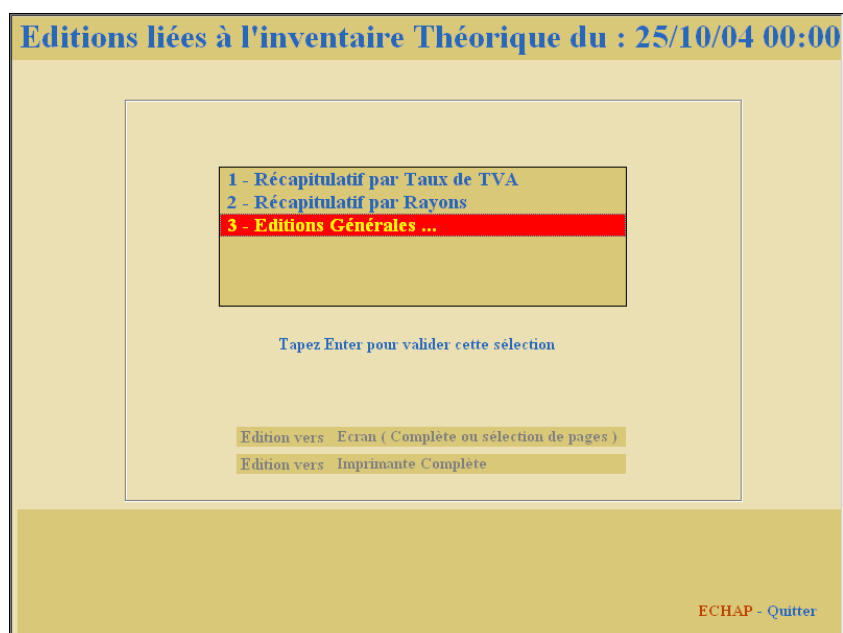 Editions liées à l'inventaire Théorique du : 25/10/04 00:00
1 - Récapitulatif par Taux de TVA
2 - Récapitulatif par Rayons
3 - Editions Générales ...
Tapez Enter pour valider cette sélection
Edition vers Ecran ( Complète ou sélection de pages )
Edition vers Imprimante Complète
ECHAP - Quitter